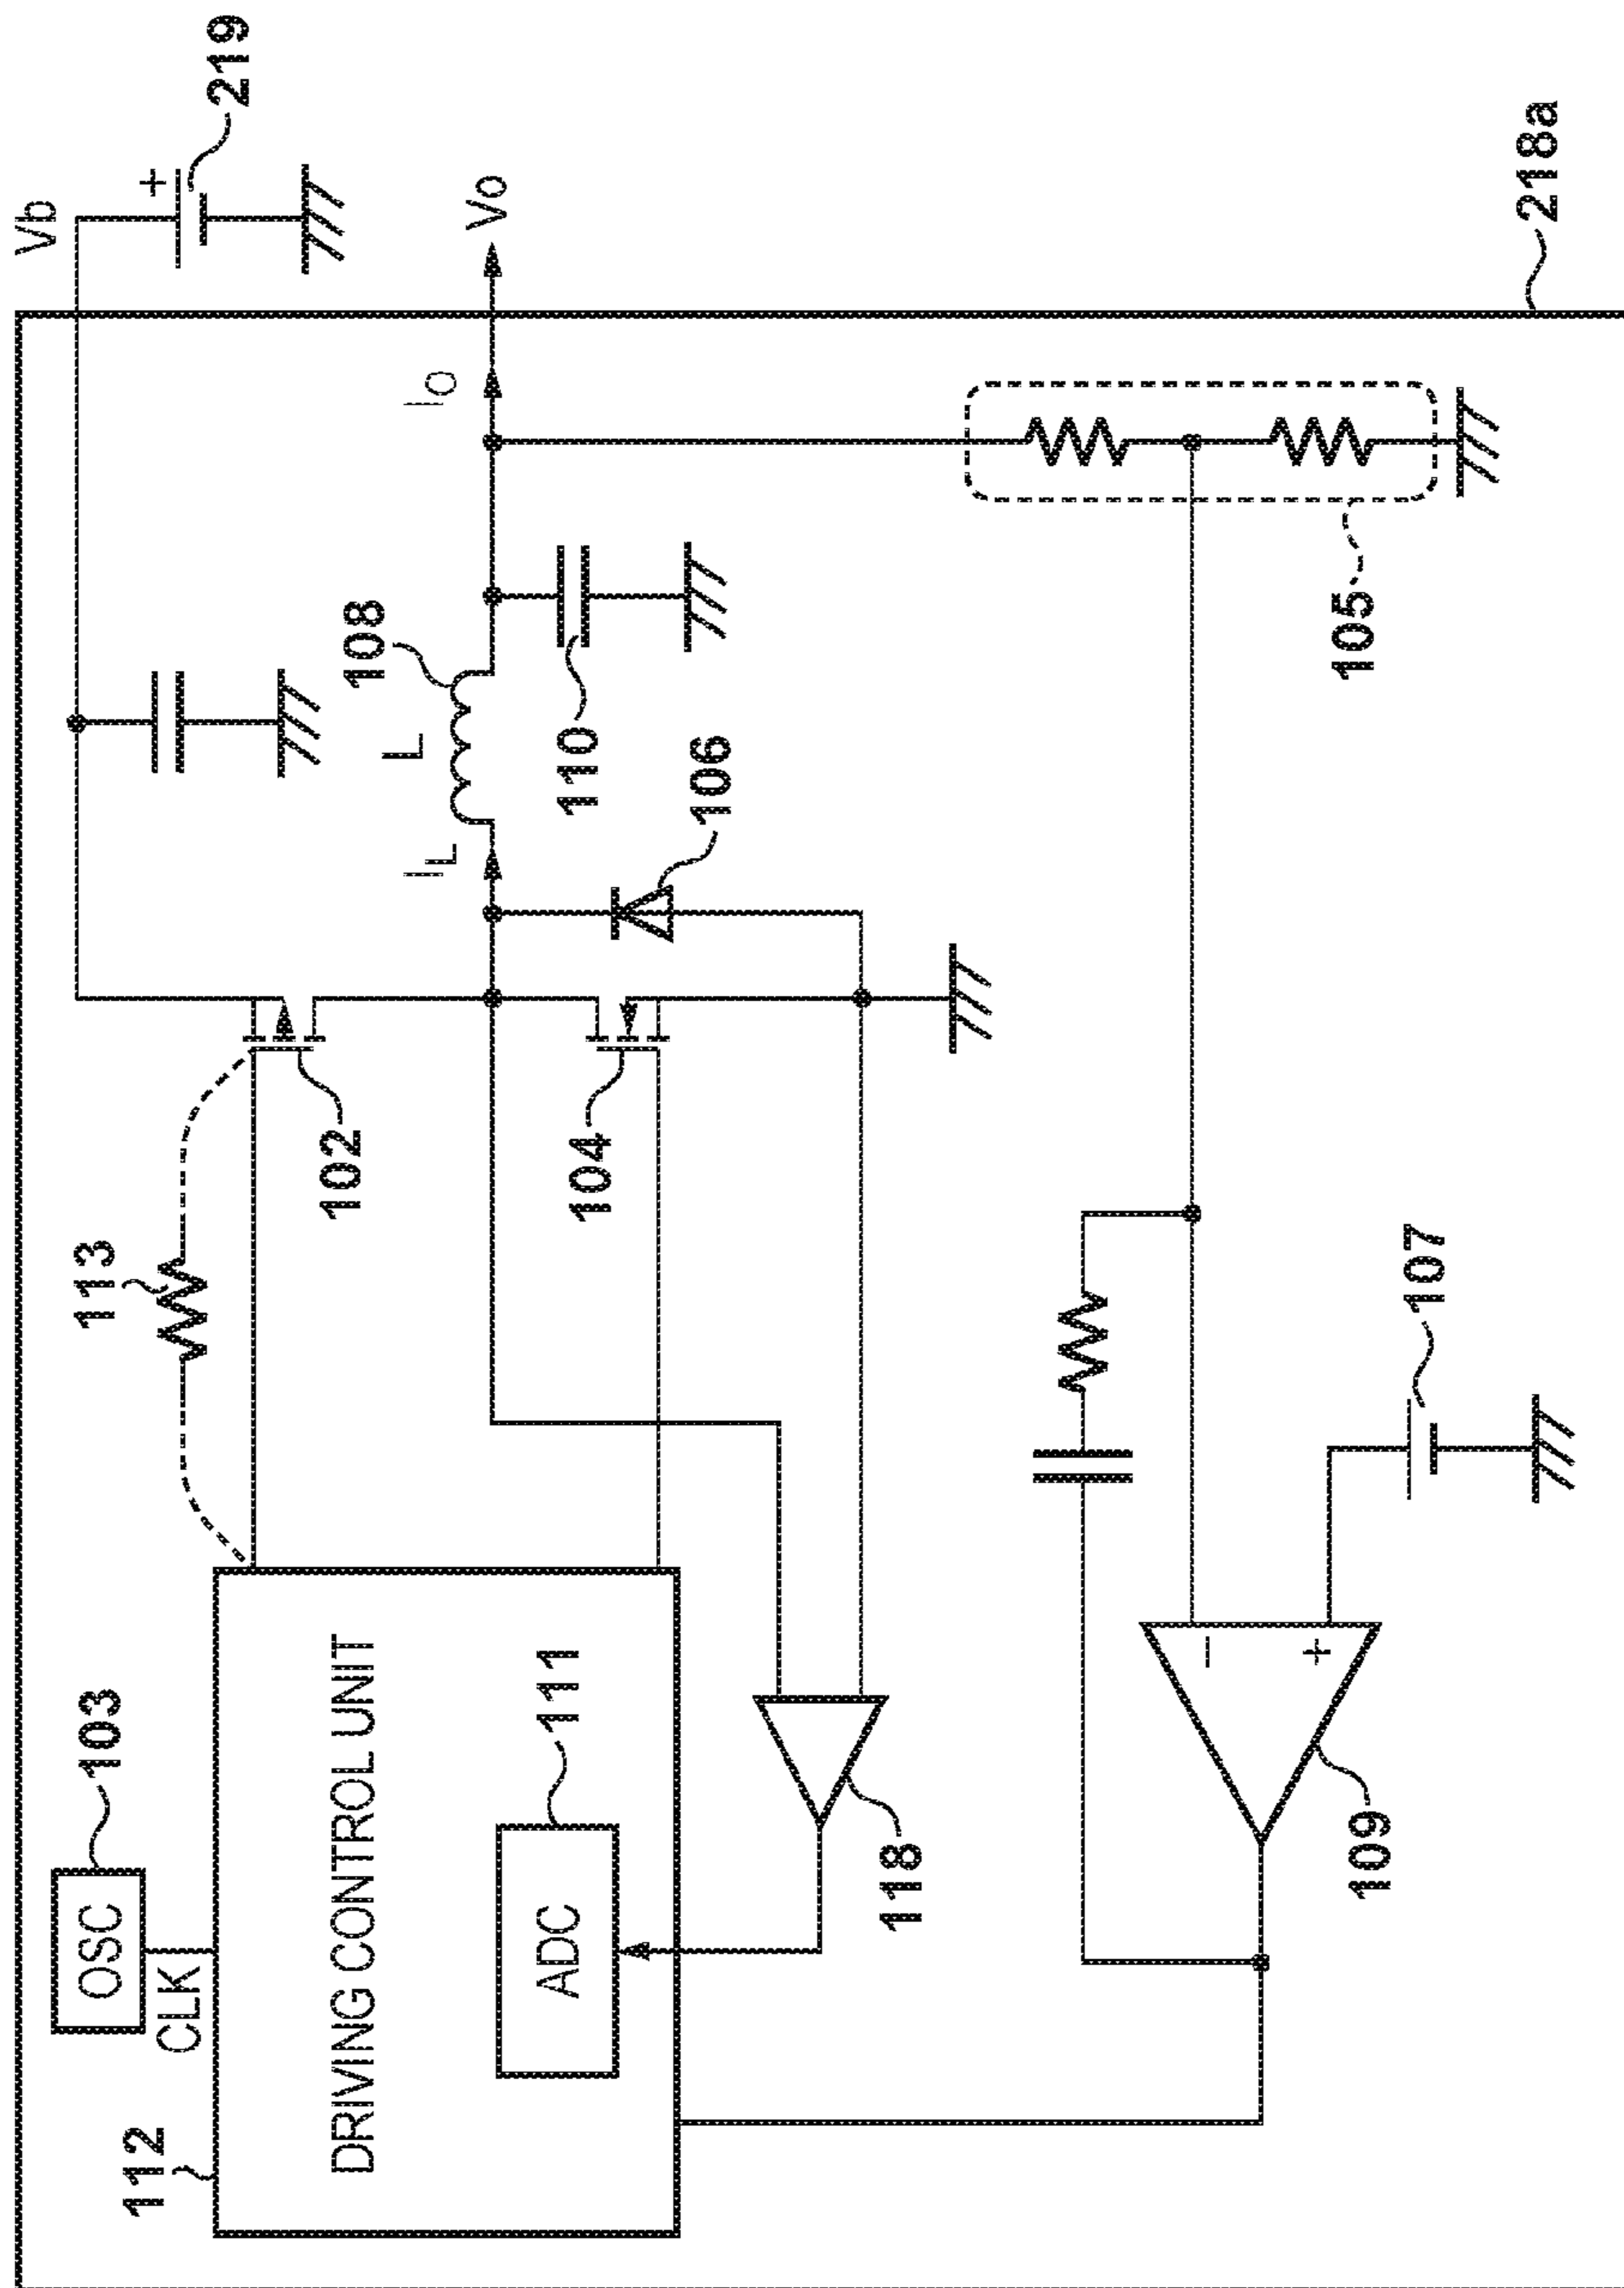 Vb
219
+
Vo
218a
IO
108
L
110
106
IL
105
113
102
104
107
103
OSC
CLK
112
DRIVING CONTROL UNIT
111
ADC
118
−
+
109